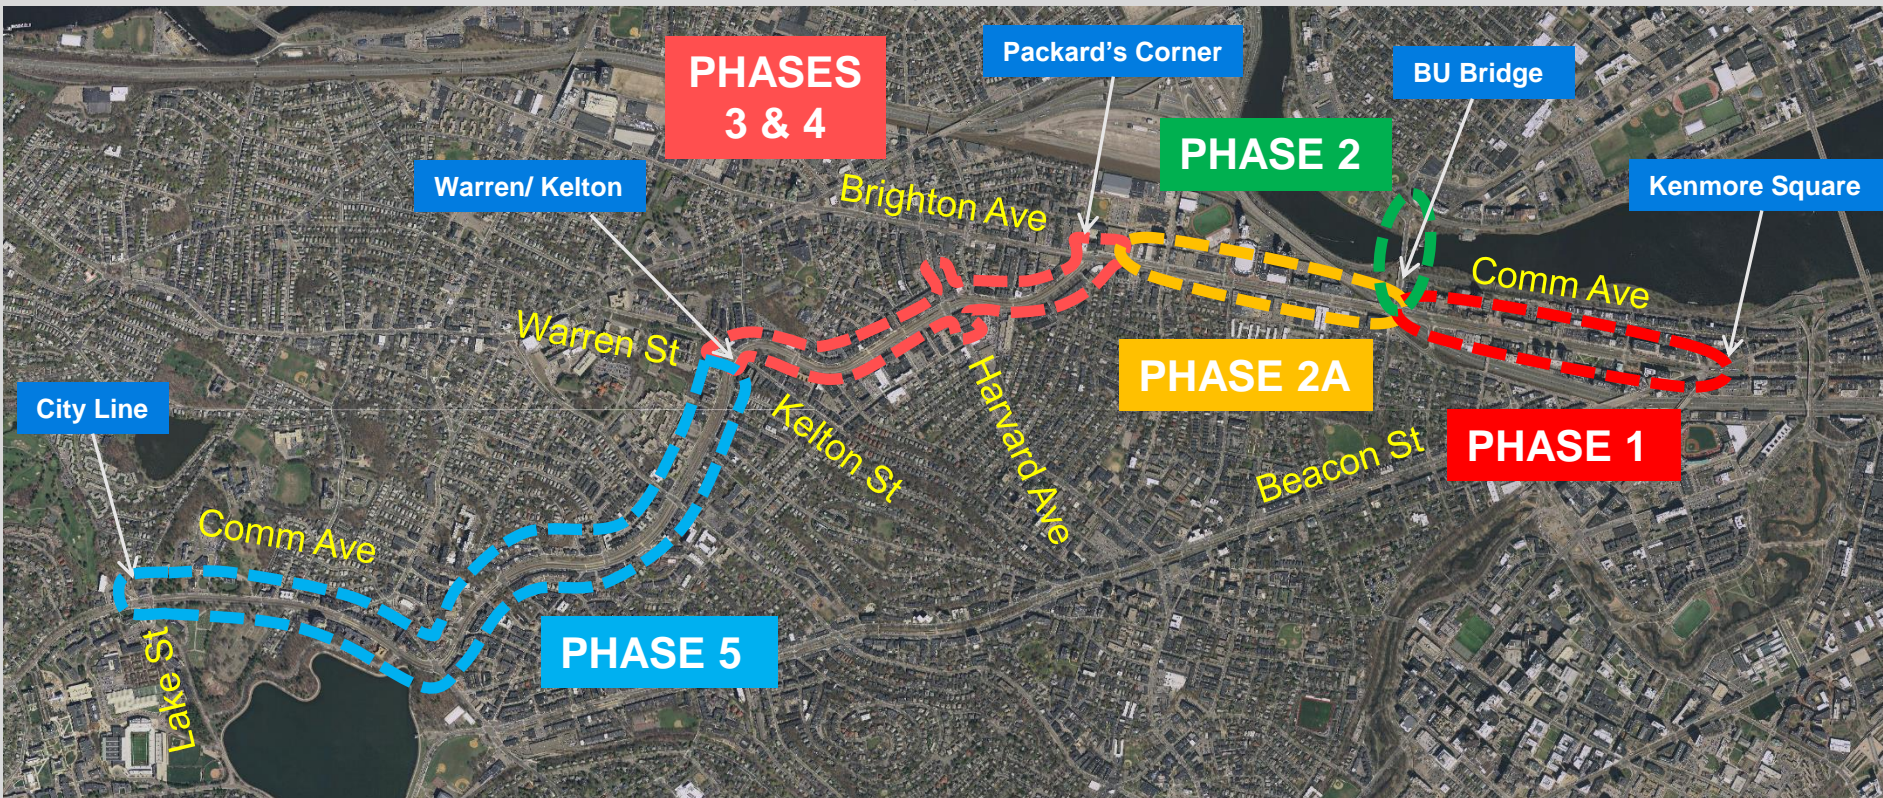 PHASES
3 & 4
Packard's Corner
BU Bridge
PHASE 2
Warren/ Kelton
Kenmore Square
Brighton Ave
Comm Ave
Warren St
PHASE 2A
City Line
Kelton St
Harvard Ave
Beacon St
PHASE 1
Comm Ave
PHASE 5
Lake St